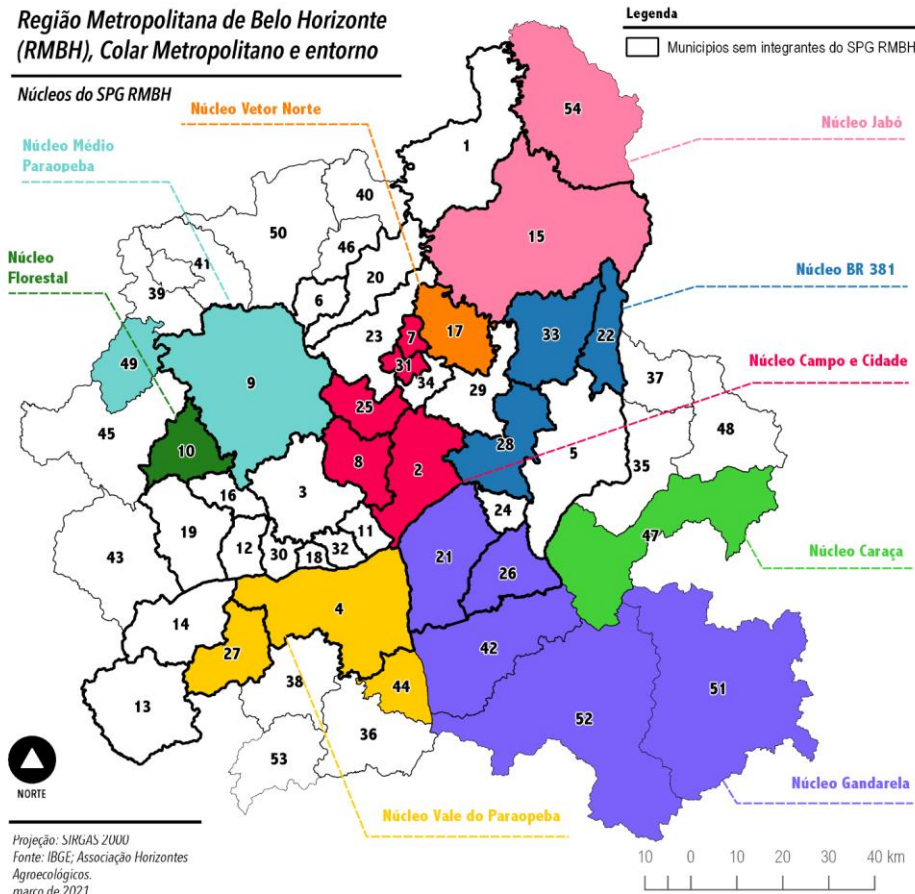 Região Metropolitana de Belo Horizonte
(RMBH), Colar Metropolitano e entorno
Núcleos do SPG RMBH
Legenda
Municipios sem integrantes do SPG RMBH
Núcleo Vetor Norte
Núcleo Médio
Paraopeba
Núcleo
Florestal
Núcleo Jabó
Núcleo BR 381
Núcleo Campo e Cidade
Núcleo Caraça
Núcleo Gandarela
Núcleo Vale do Paraopeba
54
1
40
50
15
46
41
20
39
6
17
33
22
7
23
49
31
9
34
29
37
25
48
45
28
10
8
2
5
35
16
3
24
19
11
47
43
12
32
30
18
21
26
4
14
42
27
38
44
51
13
52
36
53
NORTE
Projeção: SIRGAS 2000
Fonte: IBGE; Associação Horizontes
Agroecológicos.
março de 2021
10 0 10 20 30 40 km